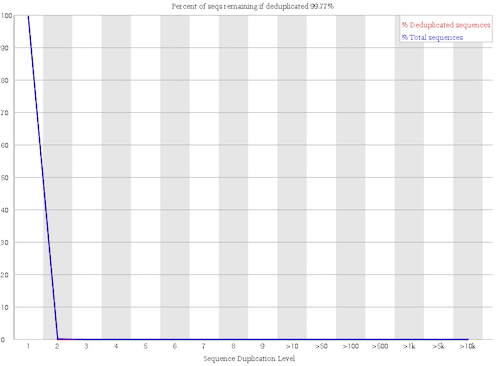 Percent of seqs remaining if deduplicated 99.77%
% Deduplicated sequences
% Total sequences
100
90
80
70
60
50
40
30
20
10
0
1 2 3 4 5 6 7 8 9 >10 >50 >100 >500 >1k >5k >10k
Sequence Duplication Level